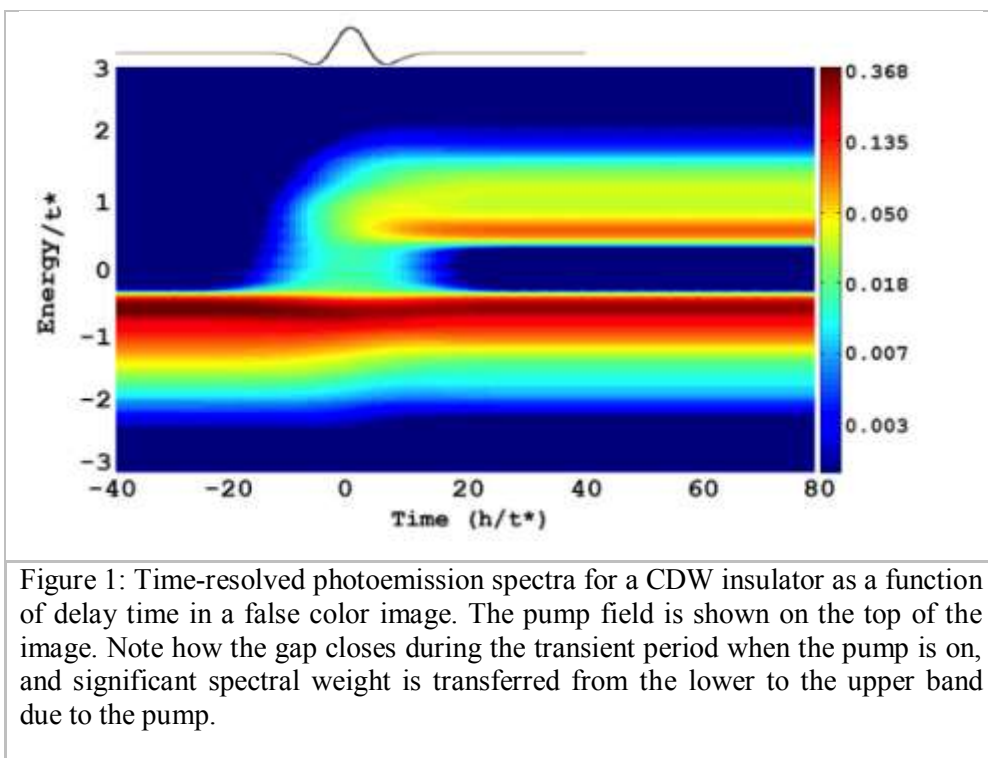 3
2
1
0
-1
-2
-3
Energy/t*
-40 -20 0 20 40 60 80
Time (h/t*)
0.368
0.135
0.050
0.018
0.007
0.003
Figure 1: Time-resolved photoemission spectra for a CDW insulator as a function
of delay time in a false color image. The pump field is shown on the top of the
image. Note how the gap closes during the transient period when the pump is on,
and significant spectral weight is transferred from the lower to the upper band
due to the pump.